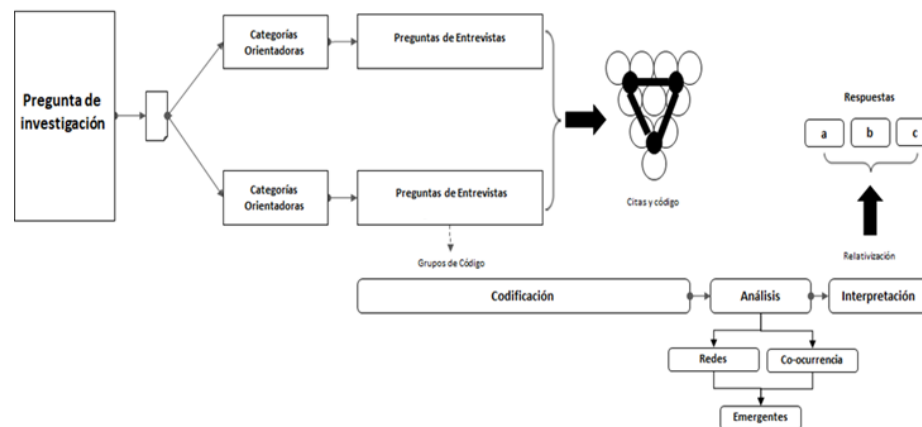 Pregunta de
investigación
Categorías
Orientadoras
Preguntas de Entrevistas
Categorías
Orientadoras
Preguntas de Entrevistas
Grupos de Código
Citas y código
Respuestas
a
b
c
Relativización
Codificación
Análisis
Interpretación
Redes
Co-ocurrencia
Emergentes